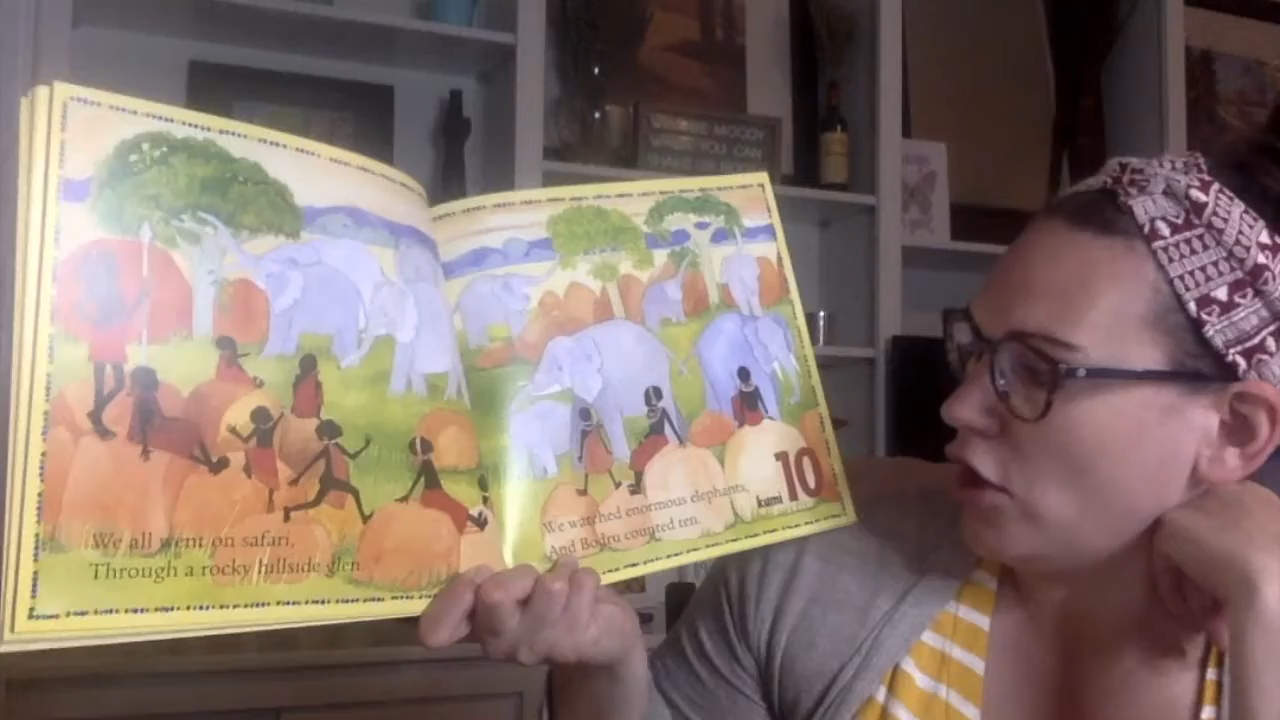 We all went on safari,
Through a rocky hillside glen.
We watched enormous elephants,
And Bodru counted ten.
kumi 10